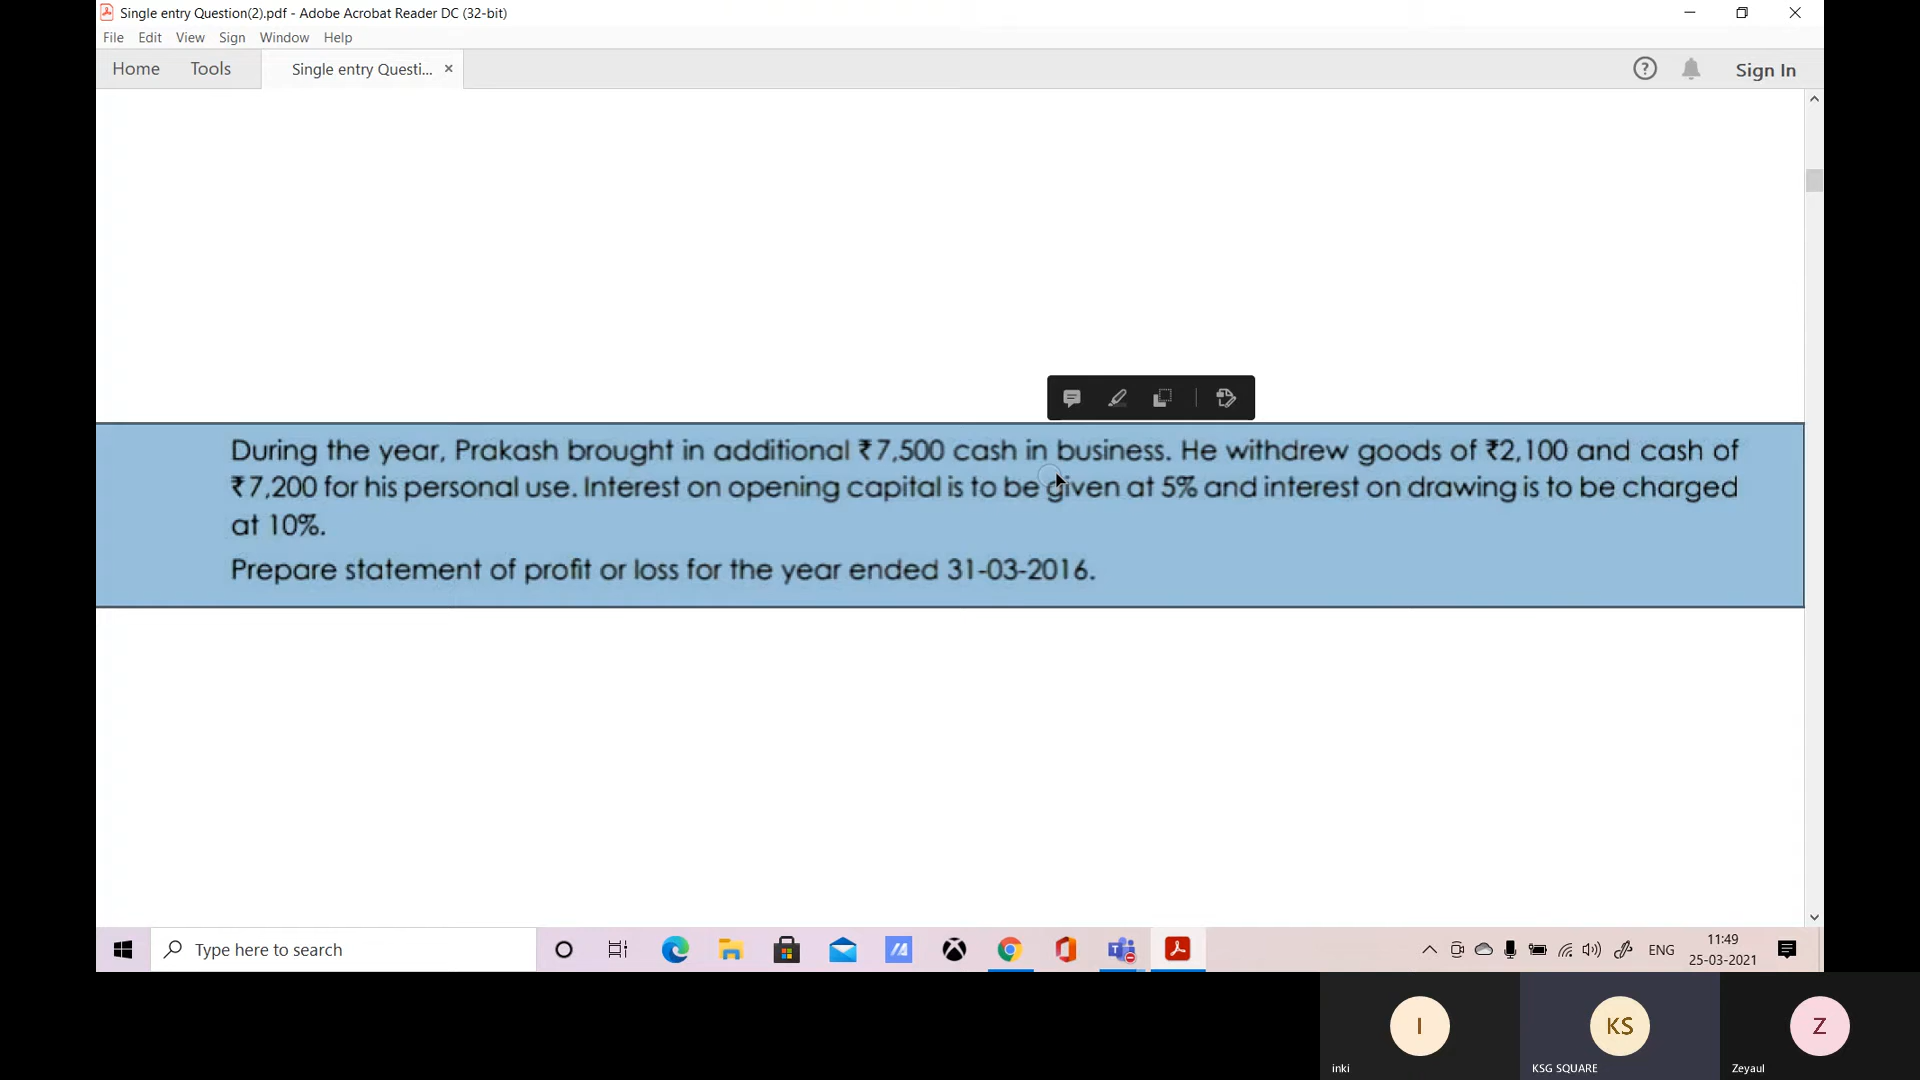 Single entry Question(2).pdf - Adobe Acrobat Reader DC (32-bit)
File Edit View Sign Window Help
Home Tools Single entry Questi... × Sign In
During the year, Prakash brought in additional ₹7,500 cash in business. He withdrew goods of ₹2,100 and cash of
₹7,200 for his personal use. Interest on opening capital is to be given at 5% and interest on drawing is to be charged
at 10%.
Prepare statement of profit or loss for the year ended 31-03-2016.
Type here to search
ENG
11:49
25-03-2021
I KS Z
inki KSG SQUARE Zeyaul